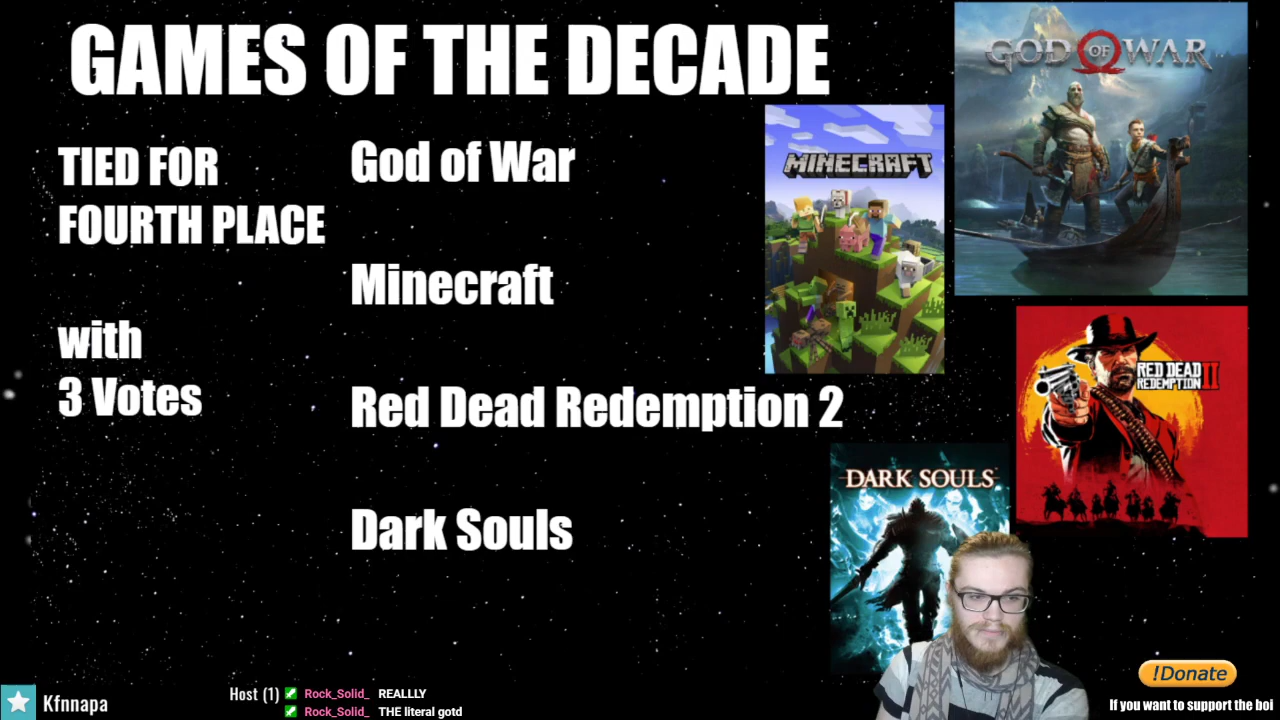 GAMES OF THE DECADE
TIED FOR
FOURTH PLACE
with
3 Votes
God of War
Minecraft
Red Dead Redemption 2
Dark Souls
MINECRAFT
GOD OF WAR
RED DEAD
REDEMPTION II
DARK SOULS
!Donate
If you want to support the boi
Kfnnapa
Host (1)
Rock_Solid_ REALLLY
Rock_Solid_ THE literal gotd